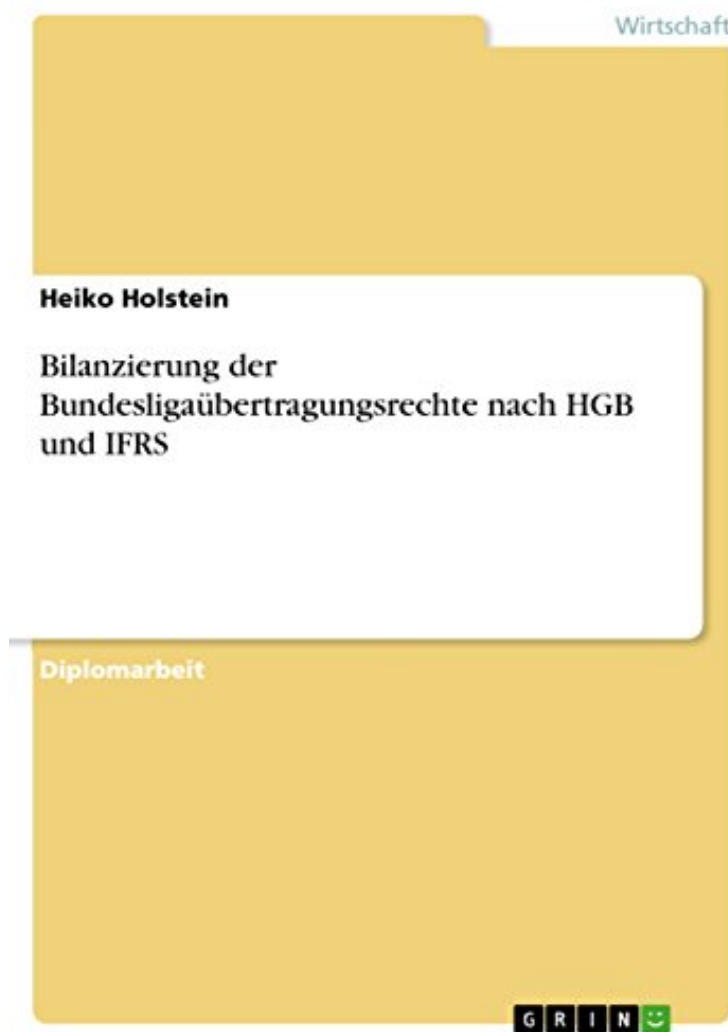 Wirtschaft
Heiko Holstein
Bilanzierung der
Bundesligaübertragungsrechte nach HGB
und IFRS
Diplomarbeit
GRIN